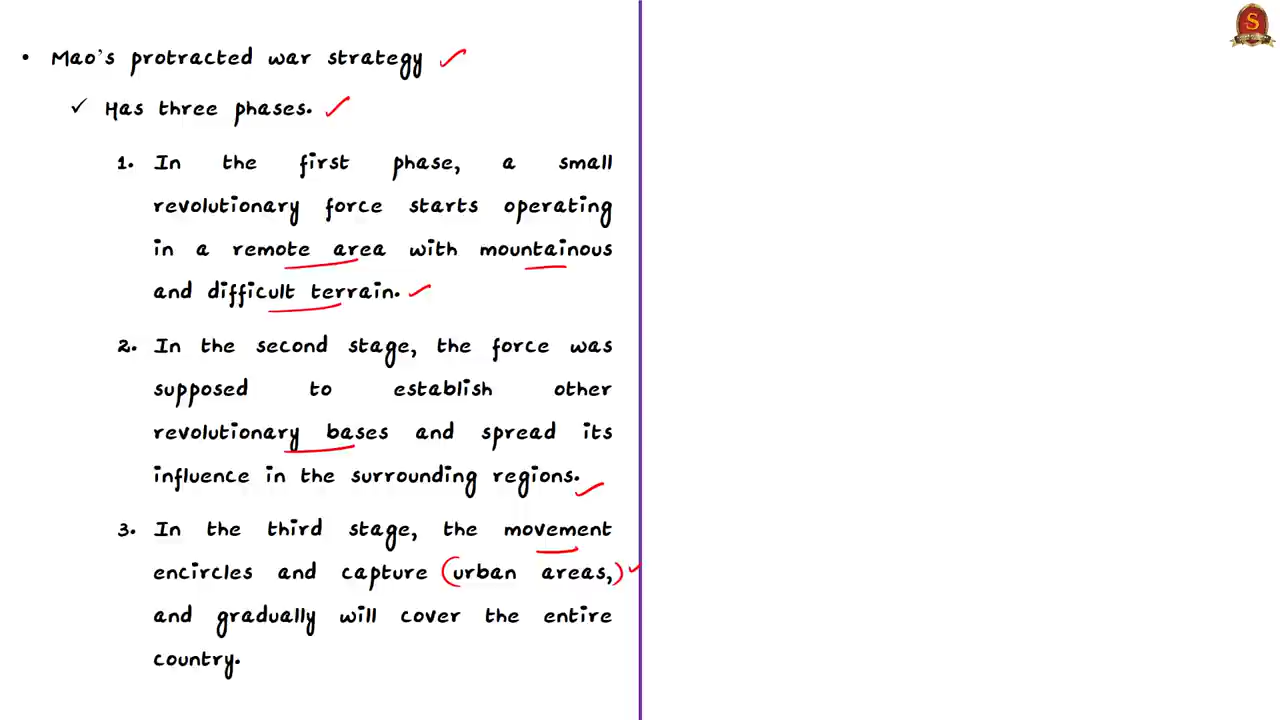 • Mao's protracted war strategy
✓ Has three phases.
1. In the first phase, a small
revolutionary force starts operating
in a remote area with mountainous
and difficult terrain.
2. In the second stage, the force was
supposed to establish other
revolutionary bases and spread its
influence in the surrounding regions.
3. In the third stage, the movement
encircles and capture (urban areas,)
and gradually will cover the entire
country.
S